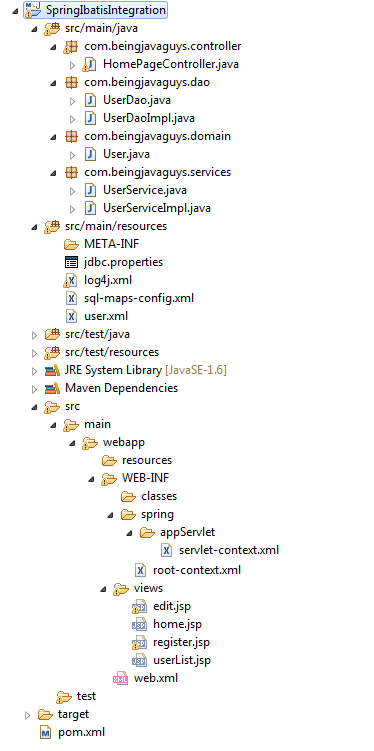 SpringIbatisIntegration
src/main/java
com.beingjavaguys.controller
HomePageController.java
com.beingjavaguys.dao
UserDao.java
UserDaoImpl.java
com.beingjavaguys.domain
User.java
com.beingjavaguys.services
UserService.java
UserServiceImpl.java
src/main/resources
META-INF
jdbc.properties
log4j.xml
sql-maps-config.xml
user.xml
src/test/java
src/test/resources
JRE System Library [JavaSE-1.6]
Maven Dependencies
src
main
webapp
resources
WEB-INF
classes
spring
appServlet
servlet-context.xml
root-context.xml
views
edit.jsp
home.jsp
register.jsp
userList.jsp
web.xml
test
target
pom.xml